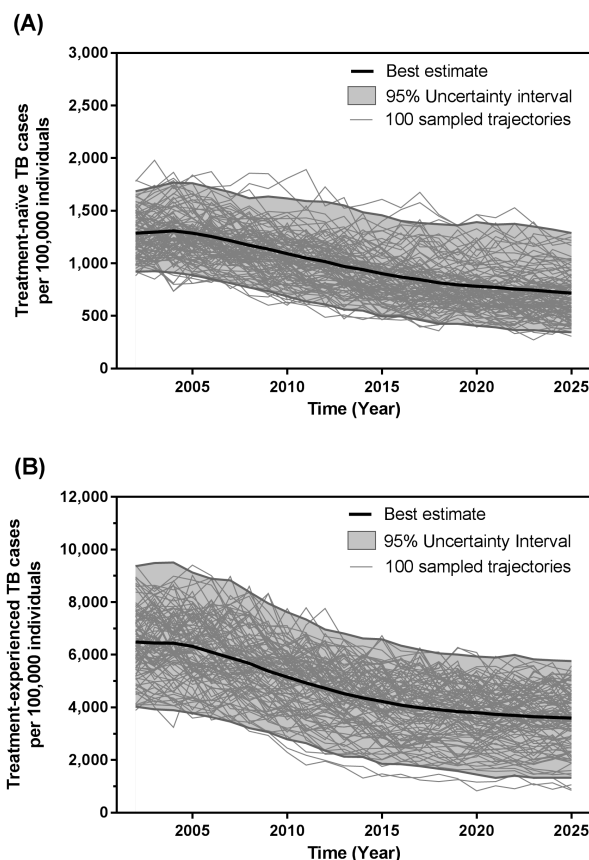 (A)
3,000
2,500
2,000
1,500
1,000
500
0
Treatment-naïve TB cases
per 100,000 individuals
Best estimate
95% Uncertainty interval
100 sampled trajectories
2005 2010 2015 2020 2025
Time (Year)
(B)
12,000
10,000
8,000
6,000
4,000
2,000
0
Treatment-experienced TB cases
per 100,000 individuals
Best estimate
95% Uncertainty Interval
100 sampled trajectories
2005 2010 2015 2020 2025
Time (Year)